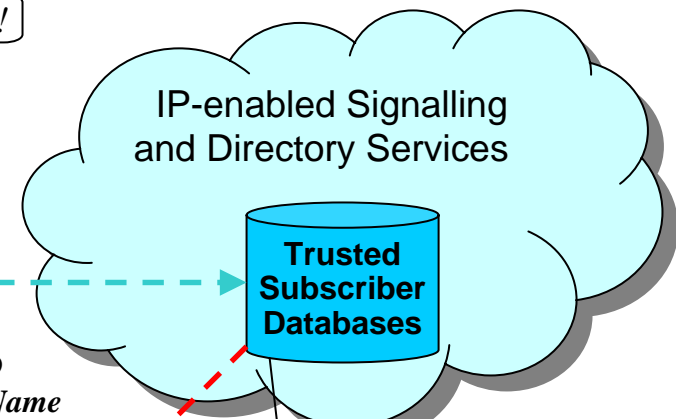 !
IP-enabled Signalling
and Directory Services
Trusted
Subscriber
Databases
Name